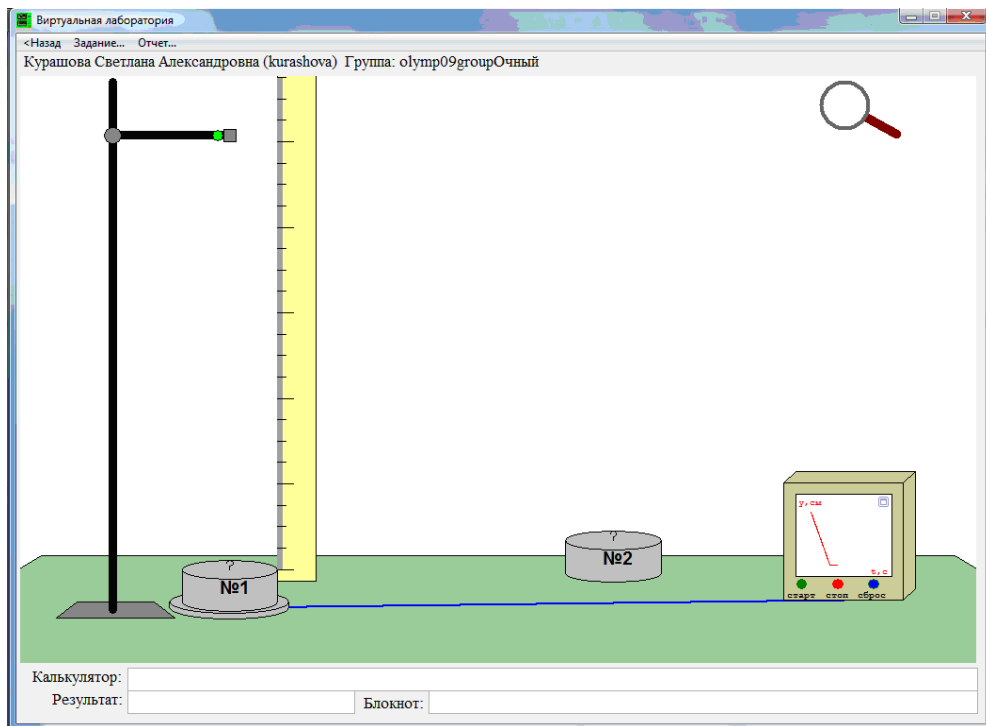 Виртуальная лаборатория
<Назад Задание... Отчет...
Курашова Светлана Александровна (kurashova) Группа: olymp09groupОчный
?
№1
?
№2
y,см
t,с
старт стоп сброс
Калькулятор:
Результат: Блокнот: